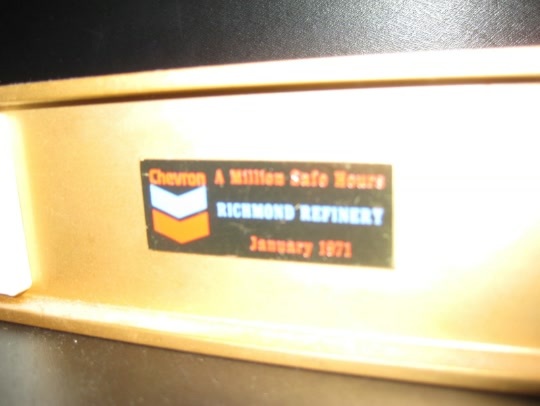 Chevron
A Million Safe Hours
RICHMOND REFINERY
January 1971